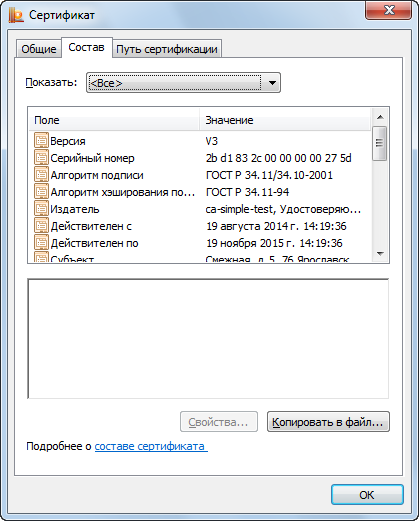 Сертификат
Общие Состав Путь сертификации
Показать: <Все>
Поле Значение
Версия V3
Серийный номер 2b d1 83 2c 00 00 00 00 27 5d
Алгоритм подписи ГОСТ Р 34.11/34.10-2001
Алгоритм хэширования по... ГОСТ Р 34.11-94
Издатель ca-simple-test, Удостоверяю...
Действителен с 19 августа 2014 г. 14:19:36
Действителен по 19 ноября 2015 г. 14:19:36
Субъект Смежная, д. 5, 76 Ярославск...
Свойства... Копировать в файл...
Подробнее о составе сертификата
ОК